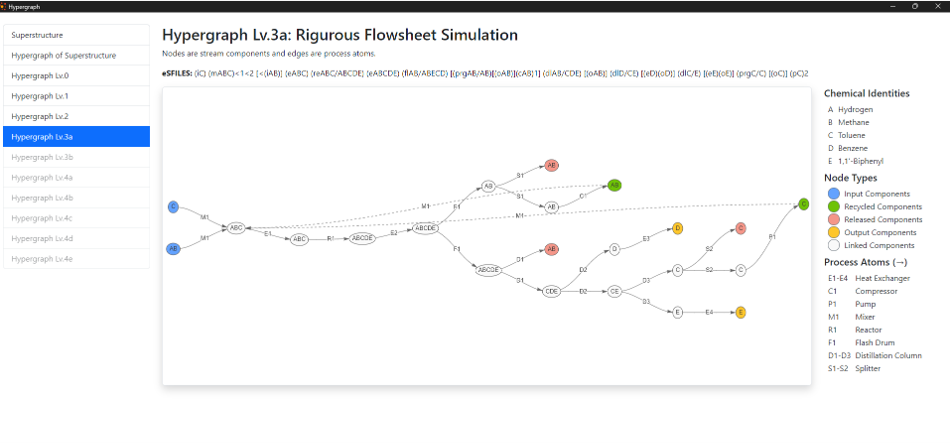 Hypergraph
Superstructure
Hypergraph of Superstructure
Hypergraph Lv.0
Hypergraph Lv.1
Hypergraph Lv.2
Hypergraph Lv.3a
Hypergraph Lv.3b
Hypergraph Lv.4a
Hypergraph Lv.4b
Hypergraph Lv.4c
Hypergraph Lv.4d
Hypergraph Lv.4e
Hypergraph Lv.3a: Rigurous Flowsheet Simulation
Nodes are stream components and edges are process atoms.
eSFILES: (iC) (mABC)<1<2 [<(iAB)] (eABC) (reABC/ABCDE) (eABCDE) (flAB/ABECD) [(prgAB/AB)[(oAB)](cAB)1] (dlAB/CDE) [(oAB)] (dlD/CE) [(eD)(oD)] (dlC/E) [(eE)(oE)] (prgC/C) [(oC)] (pC)2
AB
S1
AB
S1
AB
C1
AB
M1
F1
M1
C
M1
ABC
E1
ABC
R1
ABCDE
E2
ABCDE
AB
M1
F1
ABCDE
D1
AB
D1
CDE
D2
D
E3
D
D2
CE
D3
C
S2
C
S2
C
P1
C
D3
E
E4
E
Chemical Identities
A Hydrogen
B Methane
C Toluene
D Benzene
E 1,1'-Biphenyl
Node Types
Input Components
Recycled Components
Released Components
Output Components
Linked Components
Process Atoms (→)
E1-E4 Heat Exchanger
C1 Compressor
P1 Pump
M1 Mixer
R1 Reactor
F1 Flash Drum
D1-D3 Distillation Column
S1-S2 Splitter